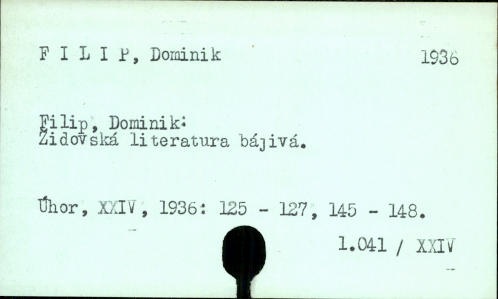 F I L I P, Dominik 1936
Filip, Dominik:
Židovská literatura bájivá.
Úhor, XXIV, 1936: 125 - 127, 145 - 148.
1.041 / XXIV